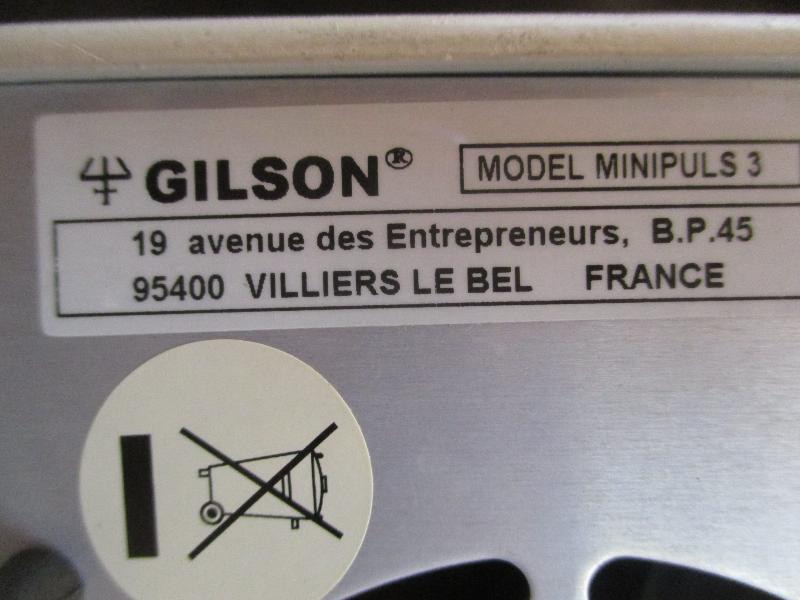 GILSON® MODEL MINIPULS 3
19 avenue des Entrepreneurs, B.P.45
95400 VILLIERS LE BEL FRANCE